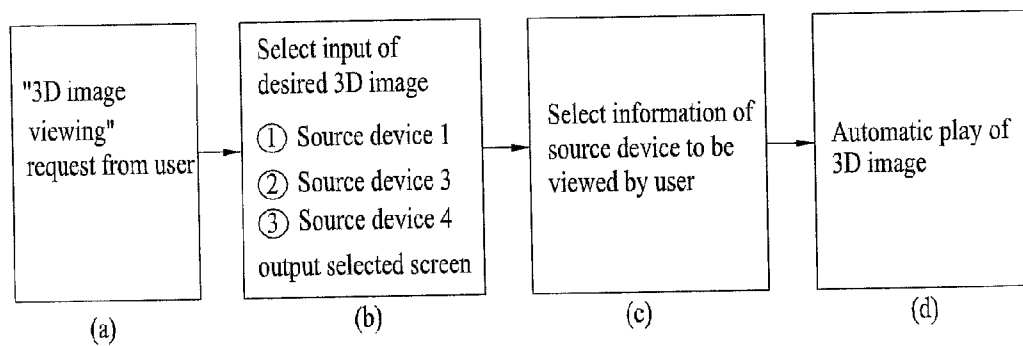 "3D image
viewing"
request from user
(a)
Select input of
desired 3D image
① Source device 1
② Source device 3
③ Source device 4
output selected screen
(b)
Select information of
source device to be
viewed by user
(c)
Automatic play of
3D image
(d)